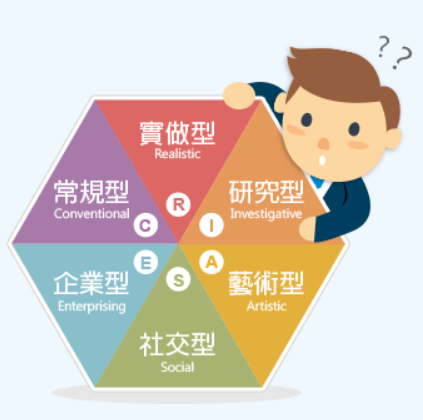 ??
實做型
Realistic
常規型
Conventional
研究型
Investigative
C
R
I
E
S
A
企業型
Enterprising
藝術型
Artistic
社交型
Social